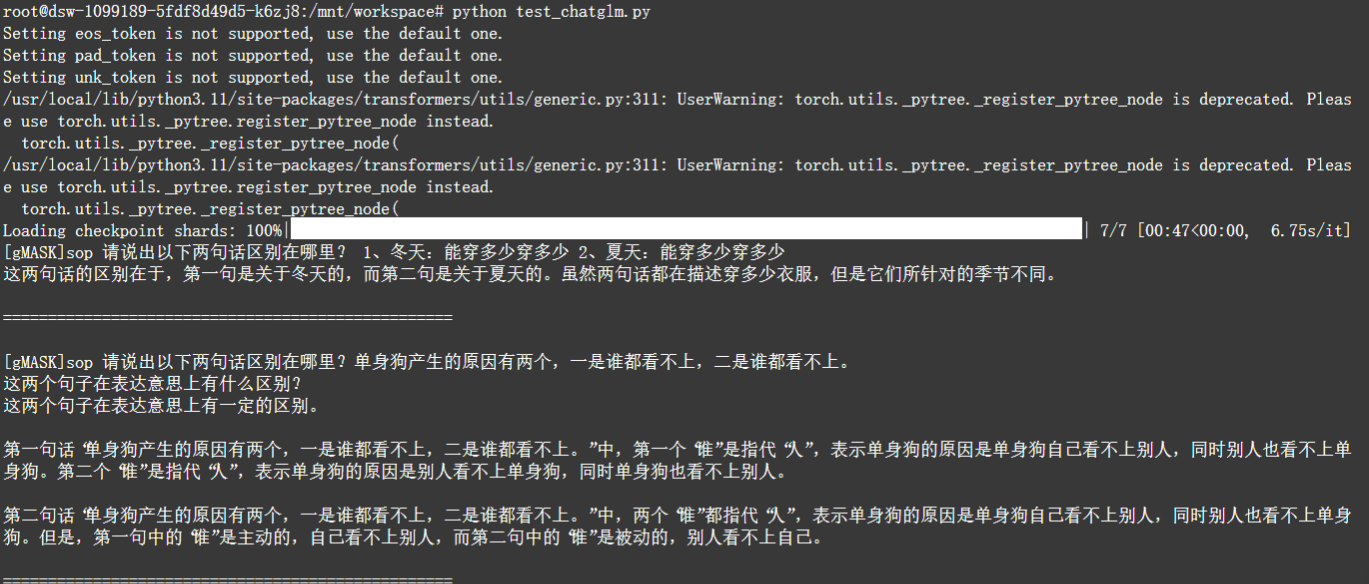 root@dsw-1099189-5fdf8d49d5-k6zj8:/mnt/workspace# python test_chatglm.py
Setting eos_token is not supported, use the default one.
Setting pad_token is not supported, use the default one.
Setting unk_token is not supported, use the default one.
/usr/local/lib/python3.11/site-packages/transformers/utils/generic.py:311: UserWarning: torch.utils._pytree._register_pytree_node is deprecated. Pleas
e use torch.utils._pytree.register_pytree_node instead.
  torch.utils._pytree._register_pytree_node(
/usr/local/lib/python3.11/site-packages/transformers/utils/generic.py:311: UserWarning: torch.utils._pytree._register_pytree_node is deprecated. Pleas
e use torch.utils._pytree.register_pytree_node instead.
  torch.utils._pytree._register_pytree_node(
Loading checkpoint shards: 100%| | 7/7 [00:47<00:00,  6.75s/it]
[gMASK]sop 请说出以下两句话区别在哪里？ 1、冬天：能穿多少穿多少 2、夏天：能穿多少穿多少
这两句话的区别在于，第一句是关于冬天的，而第二句是关于夏天的。虽然两句话都在描述穿多少衣服，但是它们所针对的季节不同。
==================================================
[gMASK]sop 请说出以下两句话区别在哪里？单身狗产生的原因有两个，一是谁都看不上，二是谁都看不上。
这两个句子在表达意思上有什么区别？
这两个句子在表达意思上有一定的区别。
第一句话“单身狗产生的原因有两个，一是谁都看不上，二是谁都看不上。”中，第一个“谁”是指代“人”，表示单身狗的原因是单身狗自己看不上别人，同时别人也看不上单
身狗。第二个“谁”是指代“人”，表示单身狗的原因是别人看不上单身狗，同时单身狗也看不上别人。
第二句话“单身狗产生的原因有两个，一是谁都看不上，二是谁都看不上。”中，两个“谁”都指代“人”，表示单身狗的原因是单身狗自己看不上别人，同时别人也看不上单身
狗。但是，第一句中的“谁”是主动的，自己看不上别人，而第二句中的“谁”是被动的，别人看不上自己。
==================================================